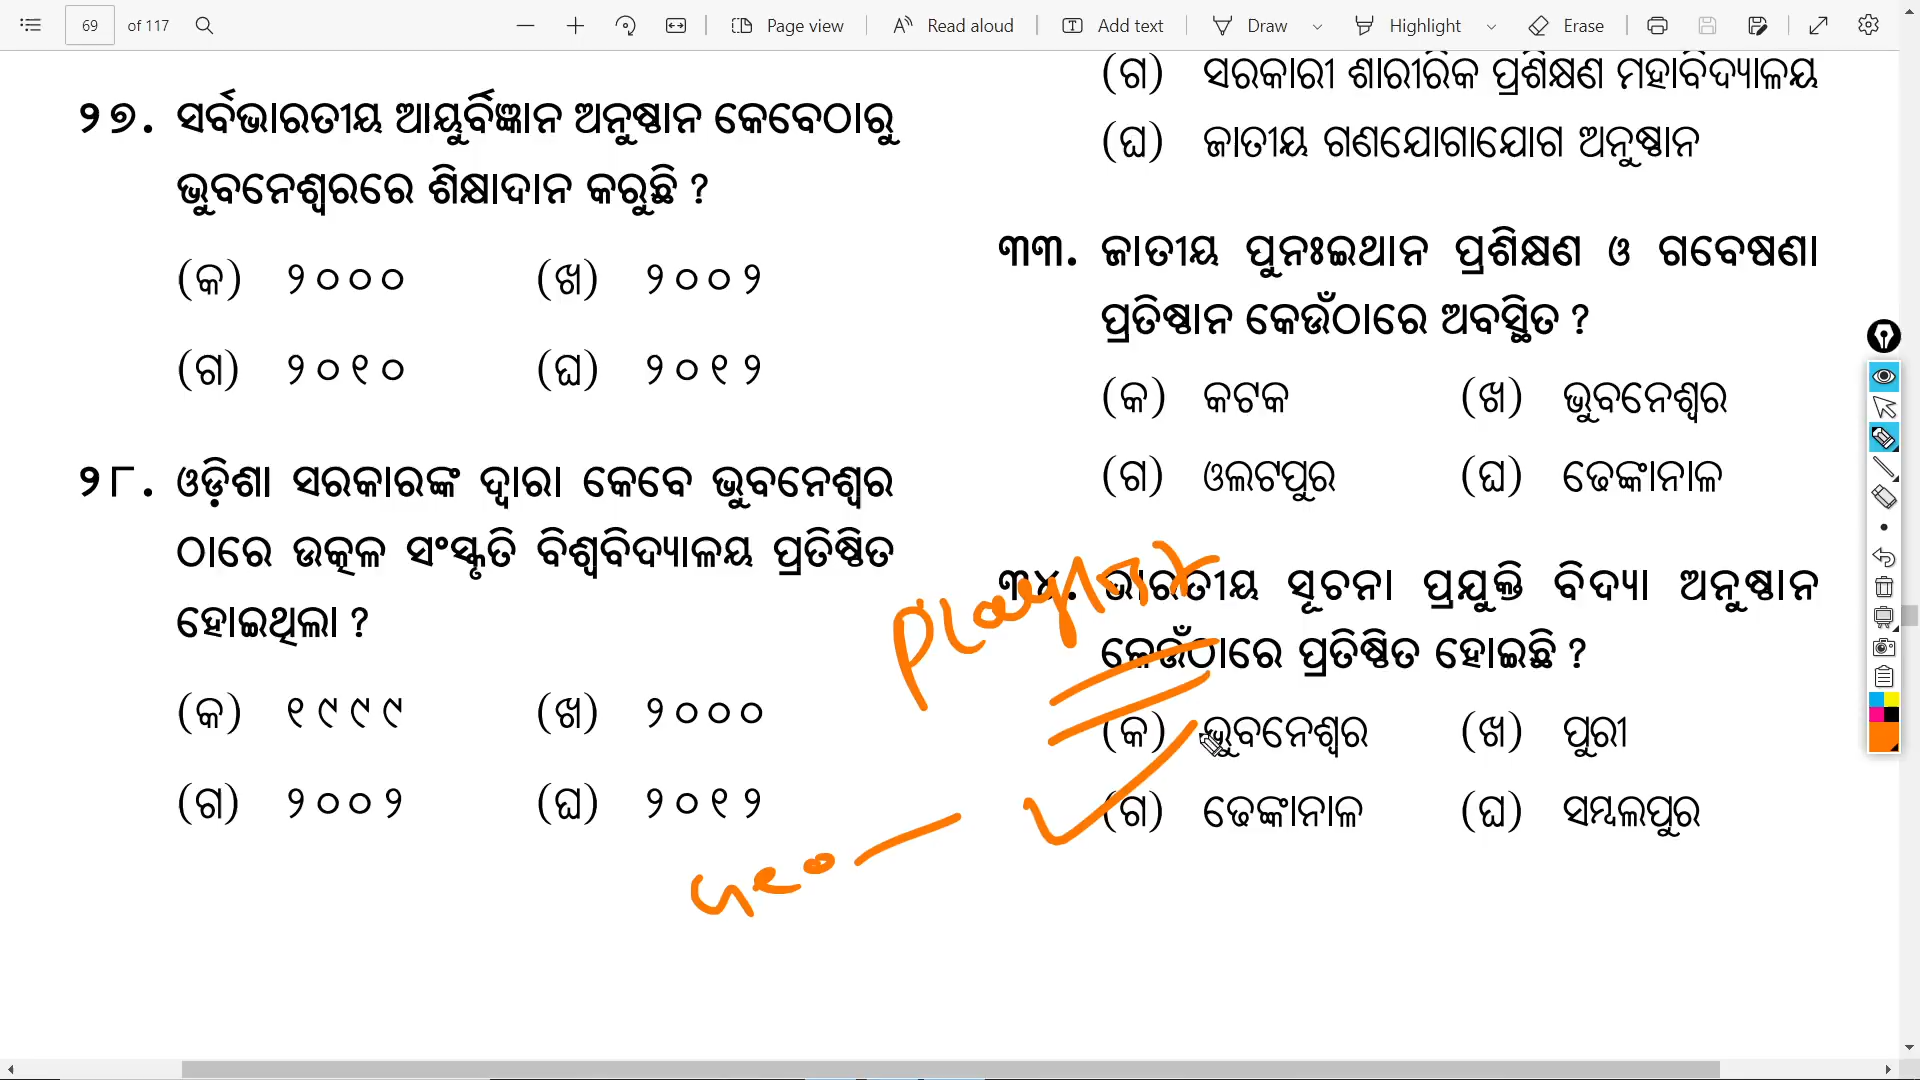 69 of 117 Page view Read aloud Add text Draw Highlight Erase
୨୭. ସର୍ବଭାରତୀୟ ଆୟୁର୍ବିଜ୍ଞାନ ଅନୁଷ୍ଠାନ କେବେଠାରୁ
ଭୁବନେଶ୍ୱରରେ ଶିକ୍ଷାଦାନ କରୁଛି ?
(କ) ୨୦୦୦ (ଖ) ୨୦୦୨
(ଗ) ୨୦୧୦ (ଘ) ୨୦୧୨
୨୮. ଓଡ଼ିଶା ସରକାରଙ୍କ ଦ୍ୱାରା କେବେ ଭୁବନେଶ୍ୱର
ଠାରେ ଉତ୍କଳ ସଂସ୍କୃତି ବିଶ୍ୱବିଦ୍ୟାଳୟ ପ୍ରତିଷ୍ଠିତ
ହୋଇଥିଲା ?
(କ) ୧୯୯୯ (ଖ) ୨୦୦୦
(ଗ) ୨୦୦୨ (ଘ) ୨୦୧୨
(ଗ) ସରକାରୀ ଶାରୀରିକ ପ୍ରଶିକ୍ଷଣ ମହାବିଦ୍ୟାଳୟ
(ଘ) ଜାତୀୟ ଗଣଯୋଗାଯୋଗ ଅନୁଷ୍ଠାନ
୩୩. ଜାତୀୟ ପୁନଃଇଥାନ ପ୍ରଶିକ୍ଷଣ ଓ ଗବେଷଣା
ପ୍ରତିଷ୍ଠାନ କେଉଁଠାରେ ଅବସ୍ଥିତ ?
(କ) କଟକ (ଖ) ଭୁବନେଶ୍ୱର
(ଗ) ଓଲଟପୁର (ଘ) ଢେଙ୍କାନାଳ
୩୪. ଭାରତୀୟ ସୂଚନା ପ୍ରଯୁକ୍ତି ବିଦ୍ୟା ଅନୁଷ୍ଠାନ
କେଉଁଠାରେ ପ୍ରତିଷ୍ଠିତ ହୋଇଛି ?
(କ) ଭୁବନେଶ୍ୱର (ଖ) ପୁରୀ
(ଗ) ଢେଙ୍କାନାଳ (ଘ) ସମ୍ବଲପୁର
Playlist
Geo